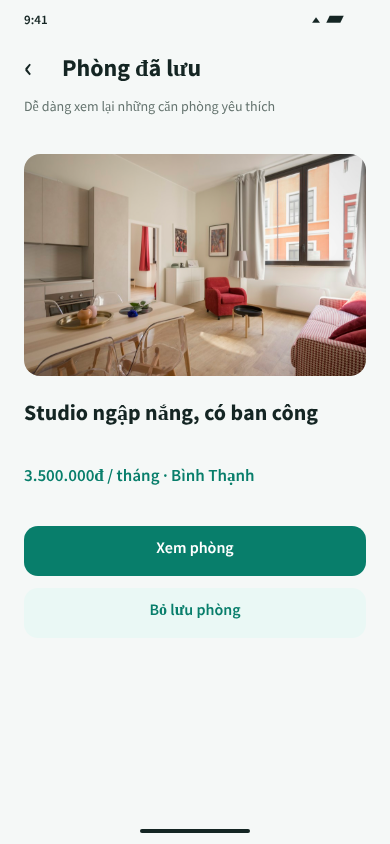 9:41
Phòng đã lưu
Dễ dàng xem lại những căn phòng yêu thích
Studio ngập nắng, có ban công
3.500.000đ / tháng · Bình Thạnh
Xem phòng
Bỏ lưu phòng